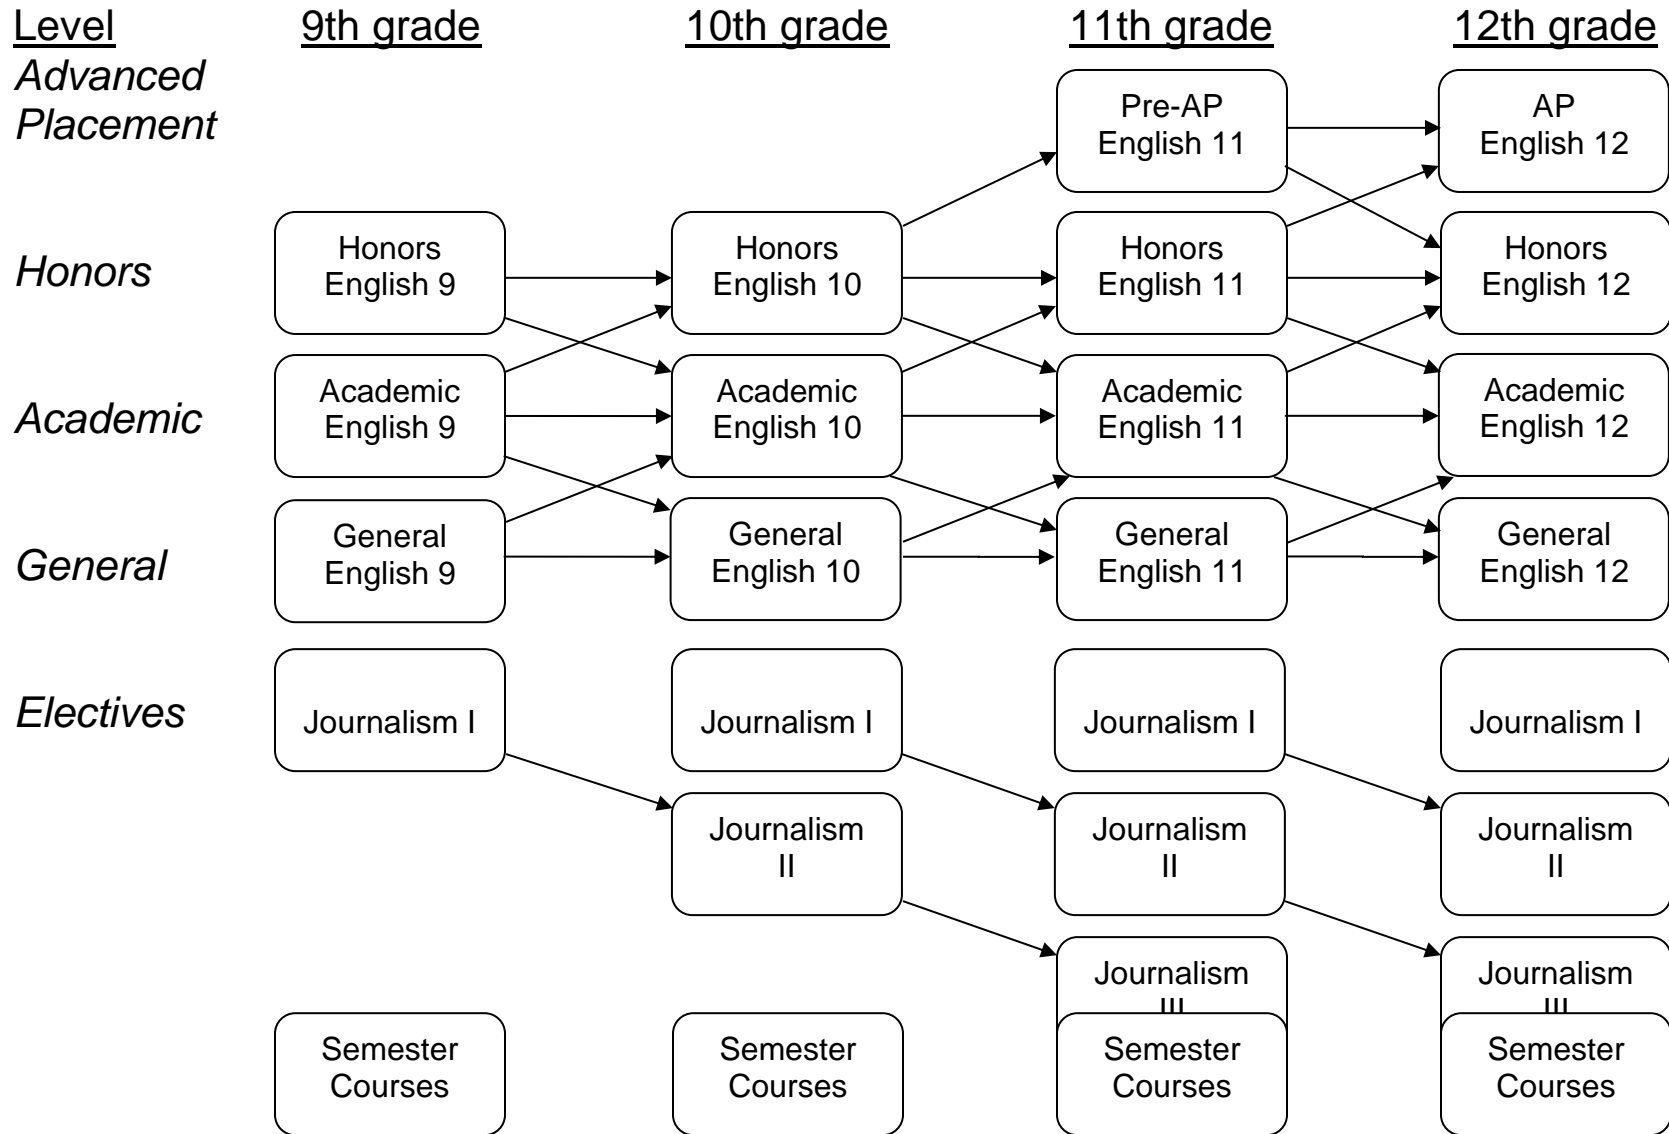 Level 9th grade 10th grade 11th grade 12th grade
Advanced
Placement
Pre-AP
English 11
AP
English 12
Honors
Honors
English 9
Honors
English 10
Honors
English 11
Honors
English 12
Academic
Academic
English 9
Academic
English 10
Academic
English 11
Academic
English 12
General
General
English 9
General
English 10
General
English 11
General
English 12
Electives
Journalism I
Journalism I
Journalism I
Journalism I
Journalism
II
Journalism
II
Journalism
II
Journalism
III
Journalism
III
Semester
Courses
Semester
Courses
Semester
Courses
Semester
Courses